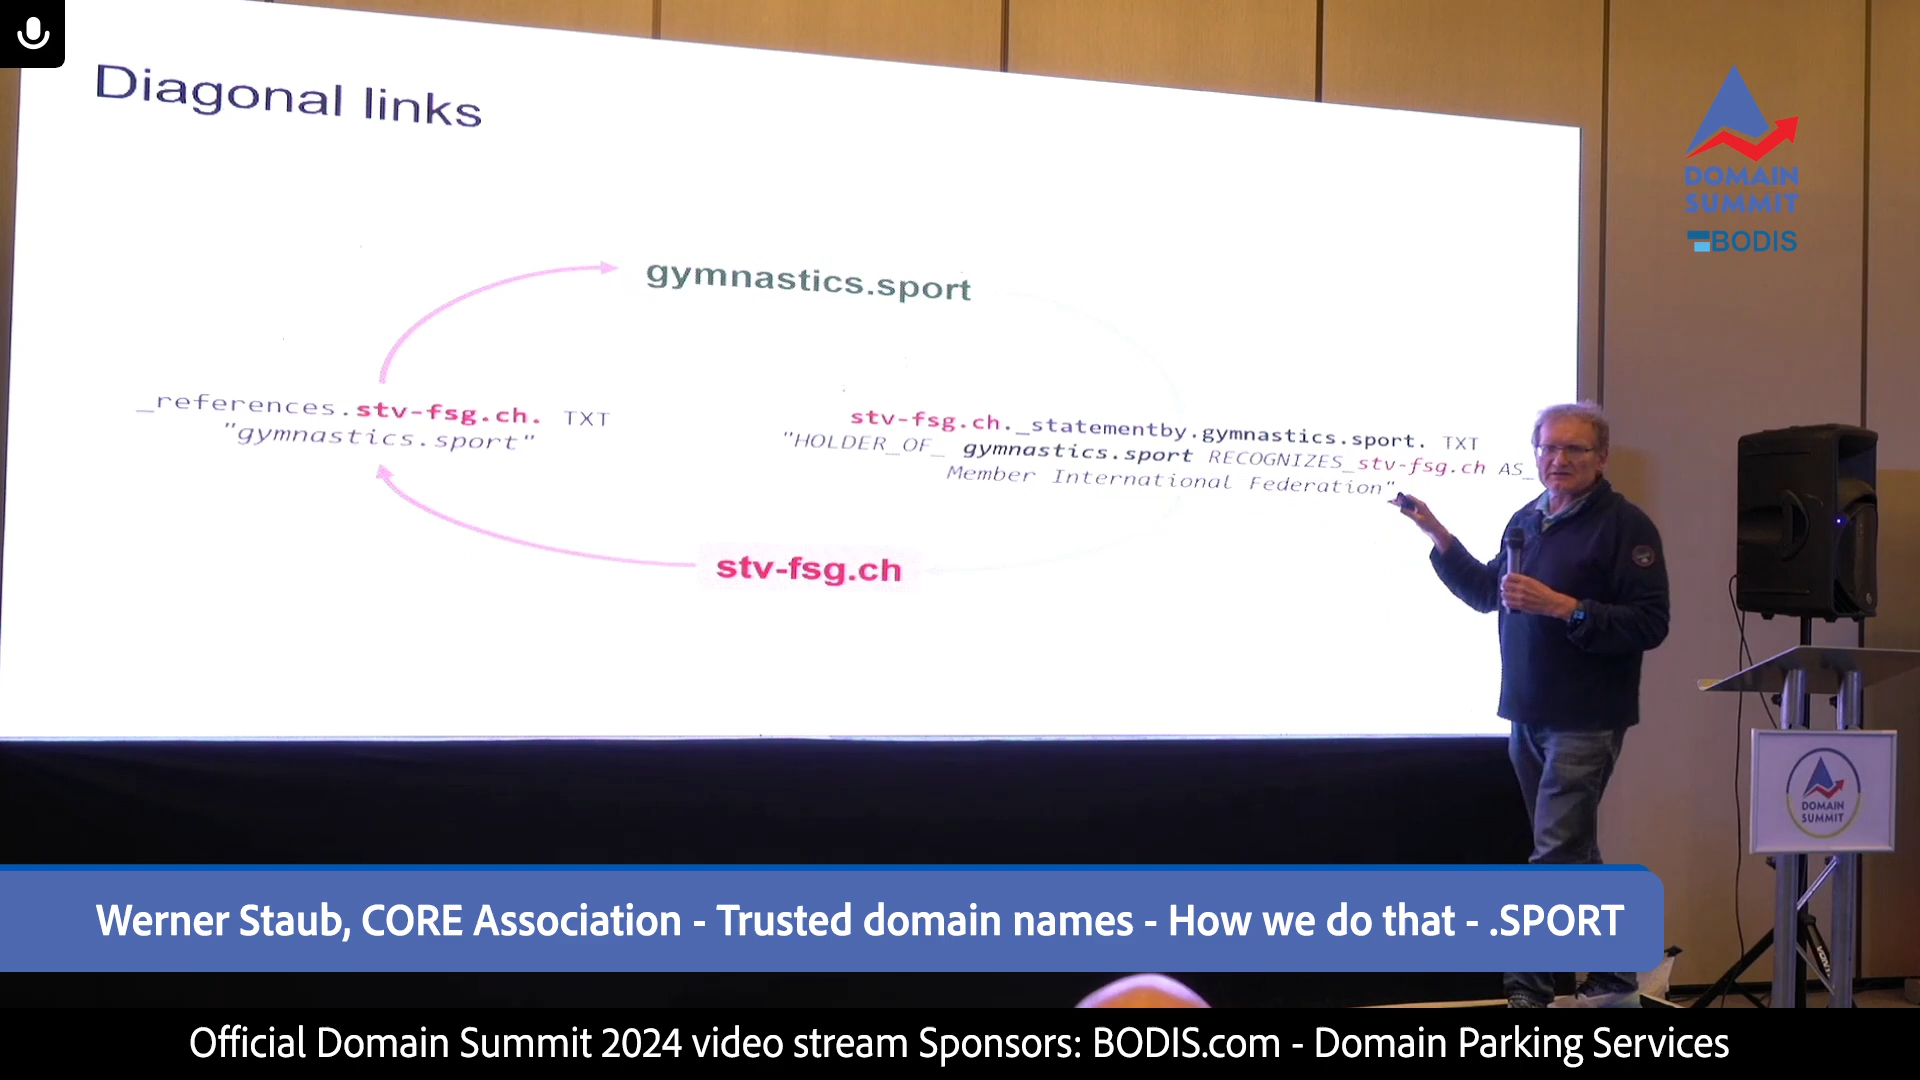 Diagonal links
DOMAIN
SUMMIT
BODIS
gymnastics.sport
_references.stv-fsg.ch. TXT
"gymnastics.sport"
stv-fsg.ch._statementby.gymnastics.sport. TXT
"HOLDER_OF_ gymnastics.sport RECOGNIZES_stv-fsg.ch AS_
Member International Federation"
stv-fsg.ch
DOMAIN
SUMMIT
Werner Staub, CORE Association - Trusted domain names - How we do that - .SPORT
Official Domain Summit 2024 video stream Sponsors: BODIS.com - Domain Parking Services